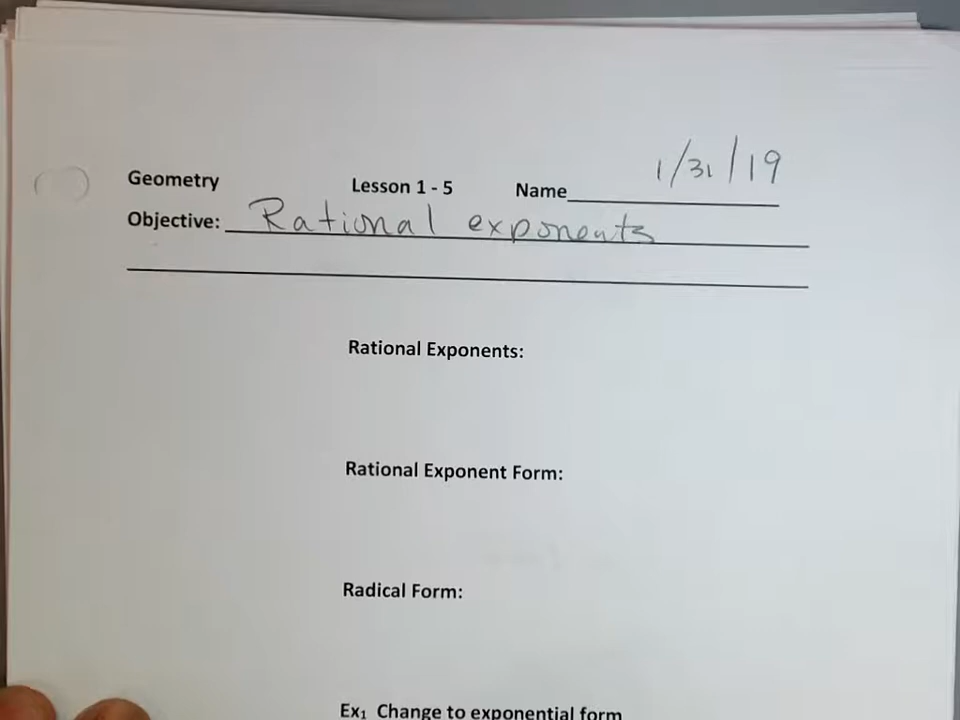 1/31/19
Geometry Lesson 1 - 5 Name
Objective: Rational exponents
Rational Exponents:
Rational Exponent Form:
Radical Form:
Ex1 Change to exponential form